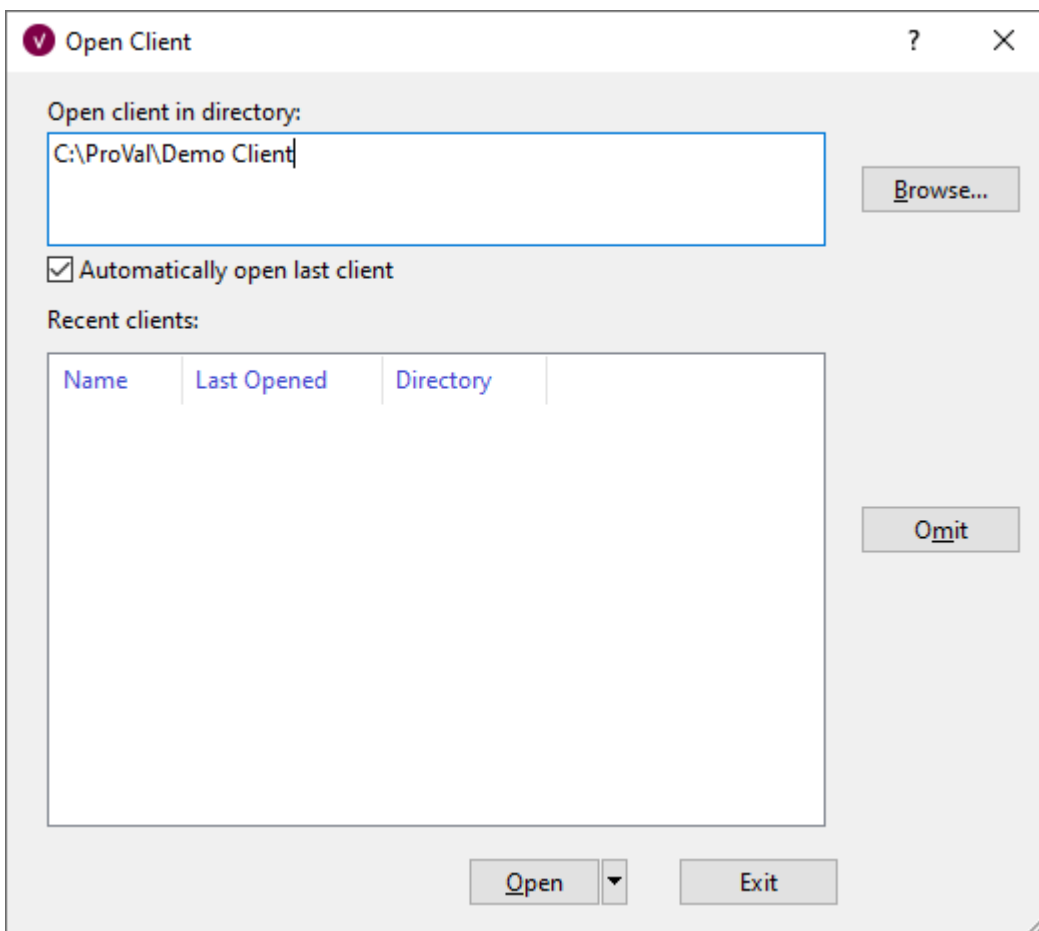 V Open Client ?
Open client in directory:
C:\ProVal\Demo Client
Browse...
Automatically open last client
Recent clients:
Name Last Opened Directory
Omit
Open Exit